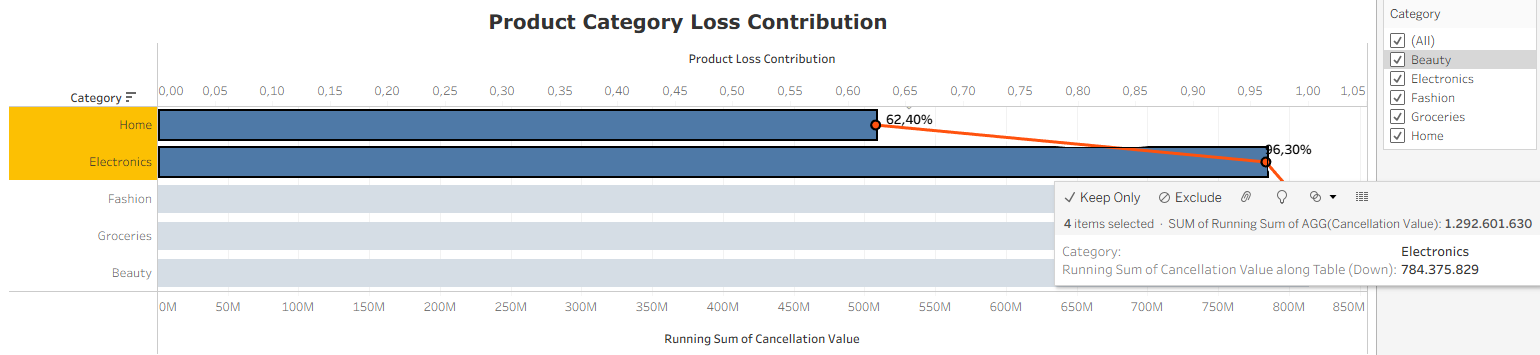 Product Category Loss Contribution
Product Loss Contribution
0,00 0,05 0,10 0,15 0,20 0,25 0,30 0,35 0,40 0,45 0,50 0,55 0,60 0,65 0,70 0,75 0,80 0,85 0,90 0,95 1,00 1,05
Category
Home
62,40%
Electronics
96,30%
Fashion
Groceries
Beauty
0M 50M 100M 150M 200M 250M 300M 350M 400M 450M 500M 550M 600M 650M 700M 750M 800M 850M
Running Sum of Cancellation Value
Keep Only Exclude
4 items selected · SUM of Running Sum of AGG(Cancellation Value): 1.292.601.630
Category: Electronics
Running Sum of Cancellation Value along Table (Down): 784.375.829
Category
(All)
Beauty
Electronics
Fashion
Groceries
Home